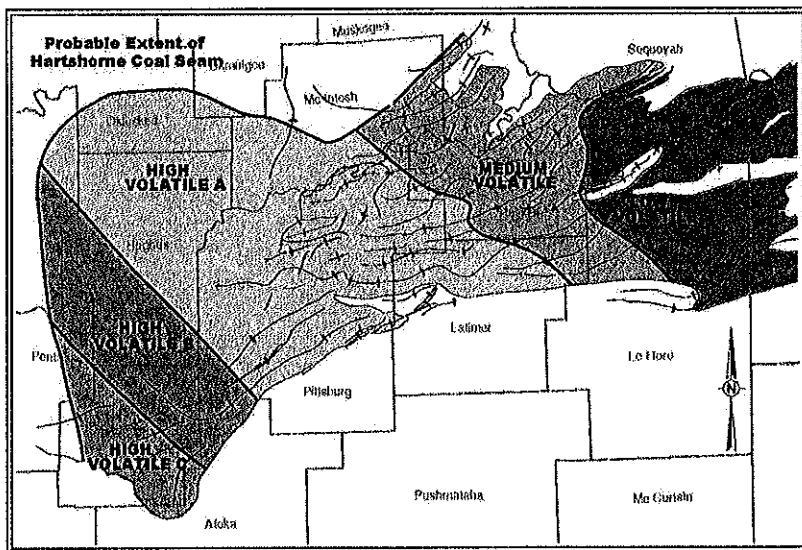 Probable Extent of
Hartshorne Coal Seam
Muskogee
Sequoyah
McIntosh
HIGH
VOLATILE A
MEDIUM
VOLATILE
Hughes
HIGH
VOLATILE B
Latimer
Le Flore
Pittsburg
N
HIGH
VOLATILE C
Pushmataha
Mc Curtain
Atoka